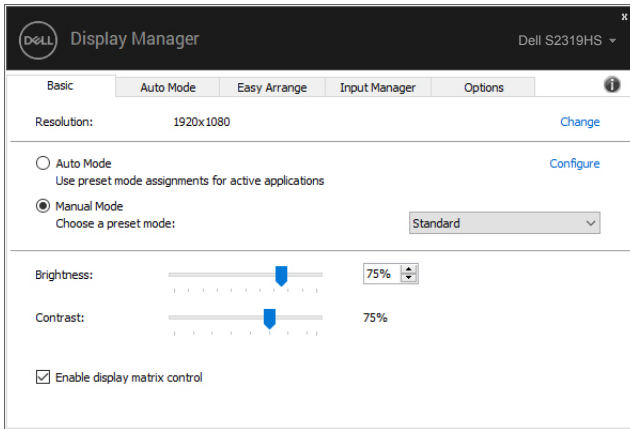 x
DELL Display Manager Dell S2319HS
Basic Auto Mode Easy Arrange Input Manager Options i
Resolution: 1920x1080 Change
Auto Mode Configure
Use preset mode assignments for active applications
Manual Mode
Choose a preset mode: Standard
Brightness: 75%
Contrast: 75%
Enable display matrix control